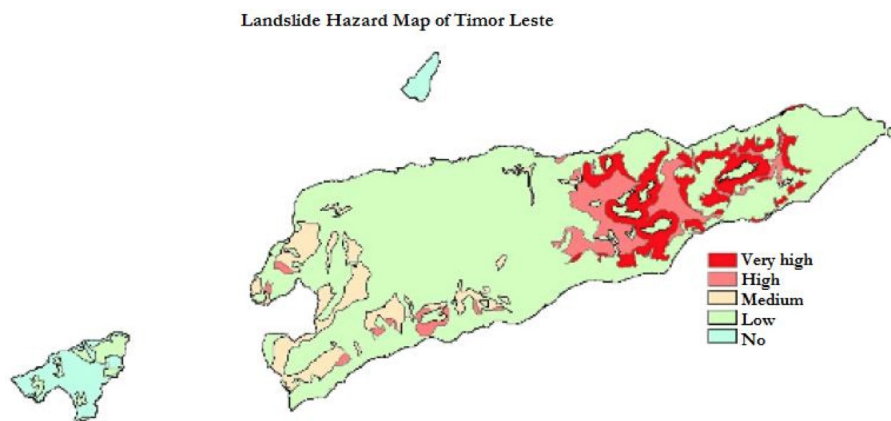 Landslide Hazard Map of Timor Leste
Very high
High
Medium
Low
No